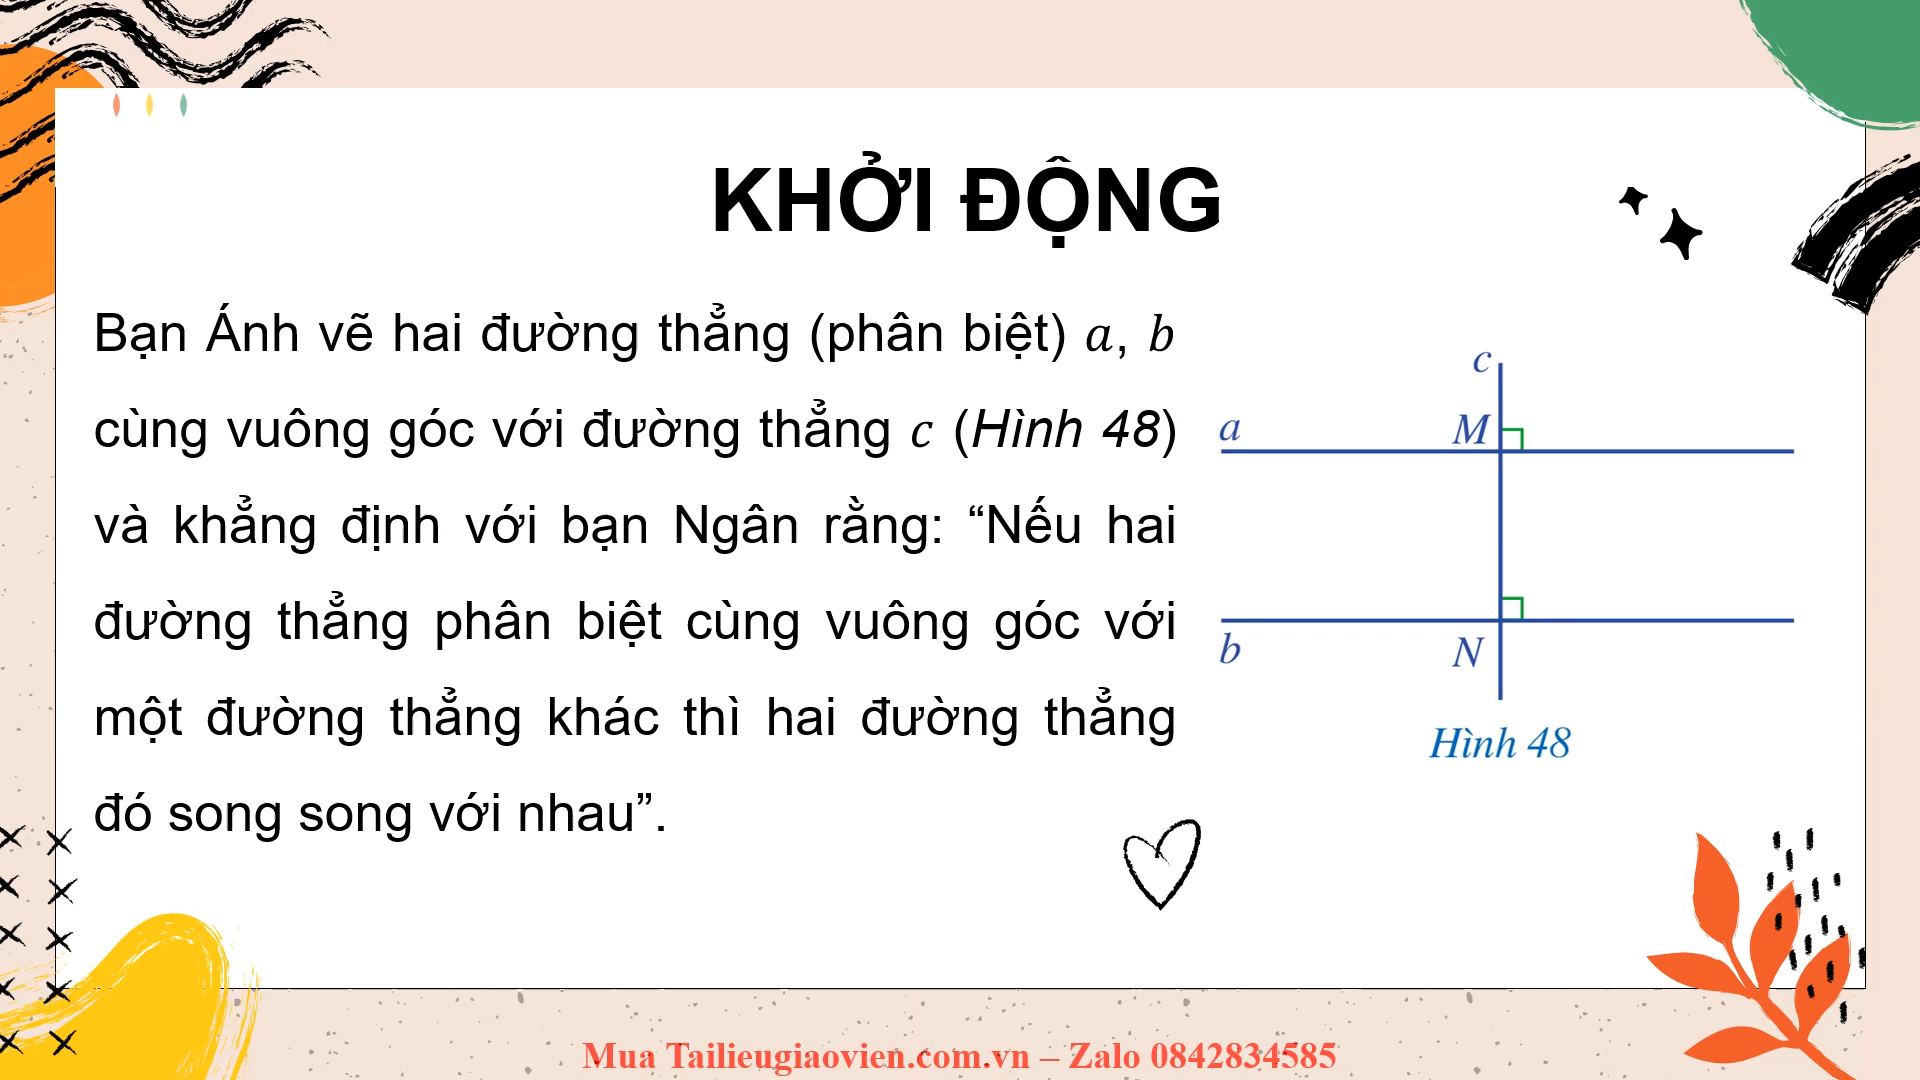 KHỞI ĐỘNG
Bạn Ánh vẽ hai đường thẳng (phân biệt) a, b
cùng vuông góc với đường thẳng c (Hình 48)
và khẳng định với bạn Ngân rằng: “Nếu hai
đường thẳng phân biệt cùng vuông góc với
một đường thẳng khác thì hai đường thẳng
đó song song với nhau”.
c
a
M
b
N
Hình 48
Mua Tailieugiaovien.com.vn – Zalo 0842834585